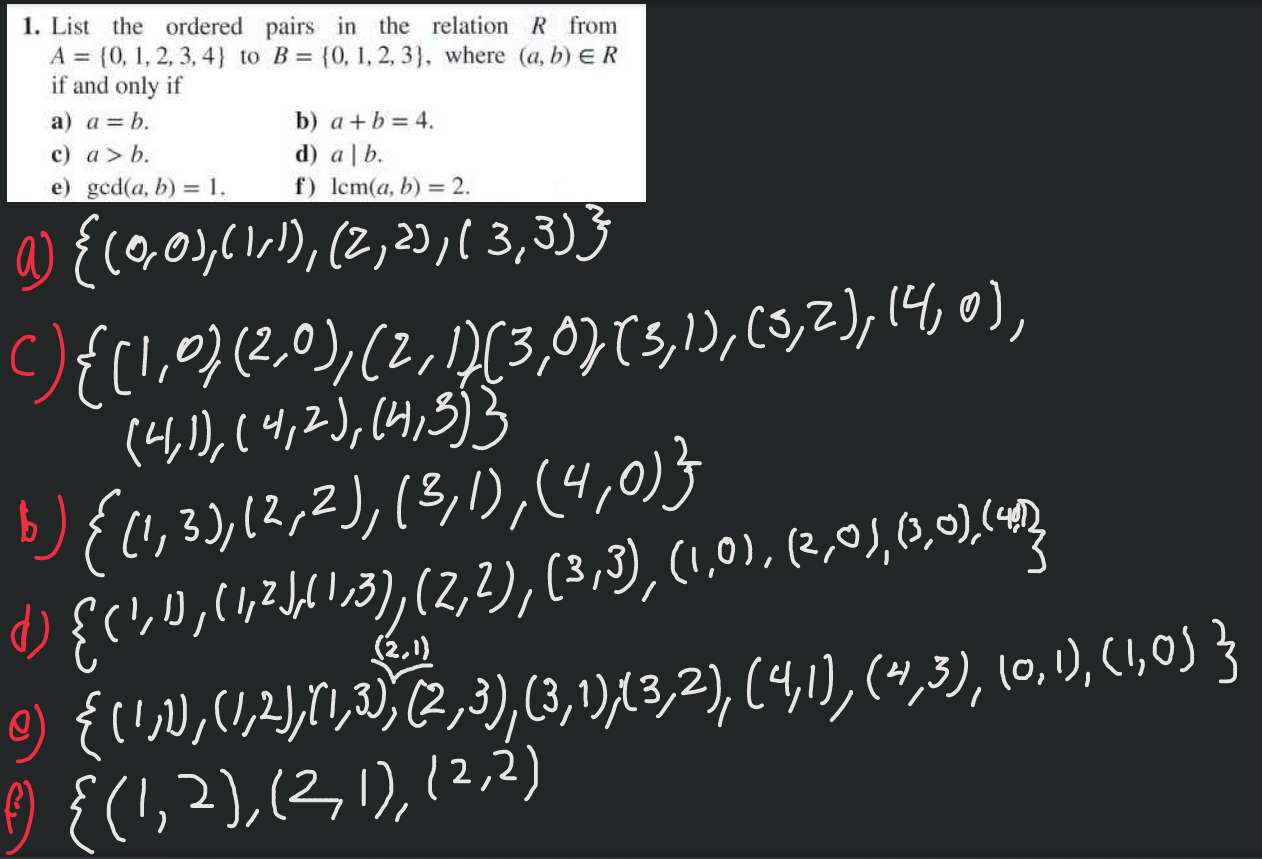 1. List the ordered pairs in the relation R from
A = {0, 1, 2, 3, 4} to B = {0, 1, 2, 3}, where (a, b) ∈ R
if and only if
a) a = b. b) a + b = 4.
c) a > b. d) a | b.
e) gcd(a, b) = 1. f) lcm(a, b) = 2.
a) {(0,0),(1,1),(2,2),(3,3)}
c) {(1,0),(2,0),(2,1),(3,0),(3,1),(3,2),(4,0),
(4,1),(4,2),(4,3)}
b) {(1,3),(2,2),(3,1),(4,0)}
d) {(1,1),(1,2),(1,3),(2,2),(3,3),(1,0),(2,0),(3,0),(4,0)}
(2,1)
e) {(1,1),(1,2),(1,3),(2,3),(3,1),(3,2),(4,1),(4,3),(0,1),(1,0)}
f) {(1,2),(2,1),(2,2)